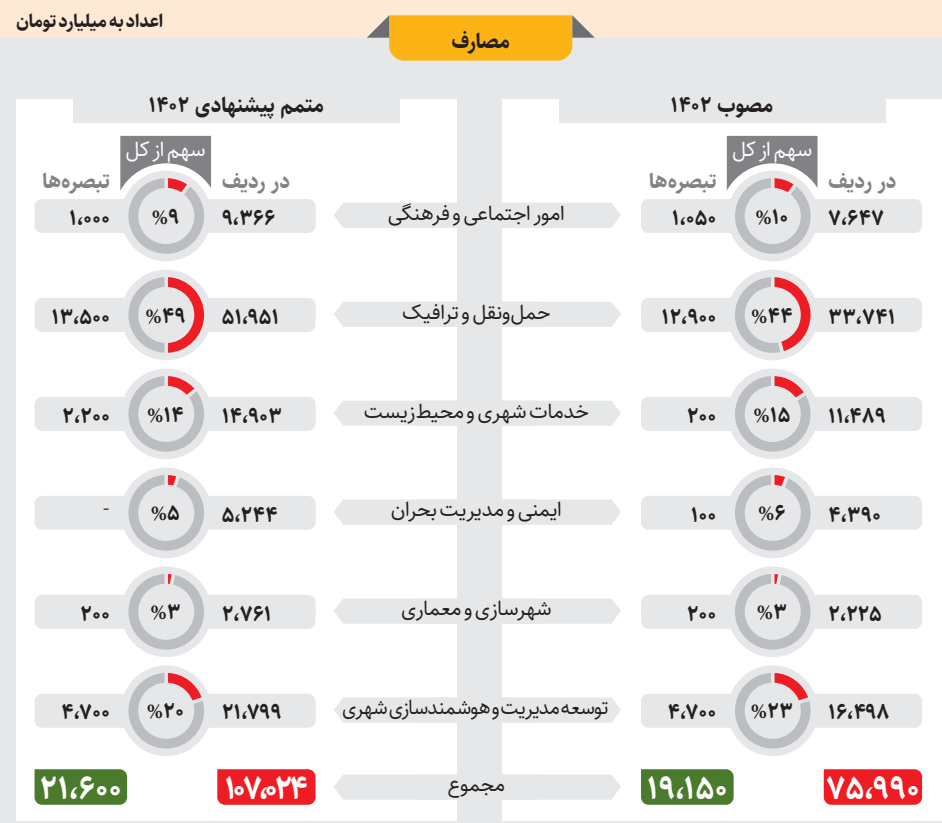 اعداد به میلیارد تومان
مصارف
مصوب ۱۴۰۲
متمم پیشنهادی ۱۴۰۲
در ردیف سهم از کل تبصره‌ها
در ردیف سهم از کل تبصره‌ها
۷،۶۴۷ %۱۰ ۱،۰۵۰ امور اجتماعی و فرهنگی ۹،۳۶۶ %۹ ۱،۰۰۰
۳۳،۷۴۱ %۴۴ ۱۲،۹۰۰ حمل‌ونقل و ترافیک ۵۱،۹۵۱ %۴۹ ۱۳،۵۰۰
۱۱،۴۸۹ %۱۵ ۲۰۰ خدمات شهری و محیط‌زیست ۱۴،۹۰۳ %۱۴ ۲،۲۰۰
۴،۳۹۰ %۶ ۱۰۰ ایمنی و مدیریت بحران ۵،۲۴۴ %۵ -
۲،۲۲۵ %۳ ۲۰۰ شهرسازی و معماری ۲،۷۶۱ %۳ ۲۰۰
۱۶،۴۹۸ %۲۳ ۴،۷۰۰ توسعه مدیریت و هوشمندسازی شهری ۲۱،۷۹۹ %۲۰ ۴،۷۰۰
۷۵،۹۹۰ ۱۹،۱۵۰ مجموع ۱۰۷،۰۲۴ ۲۱،۶۰۰